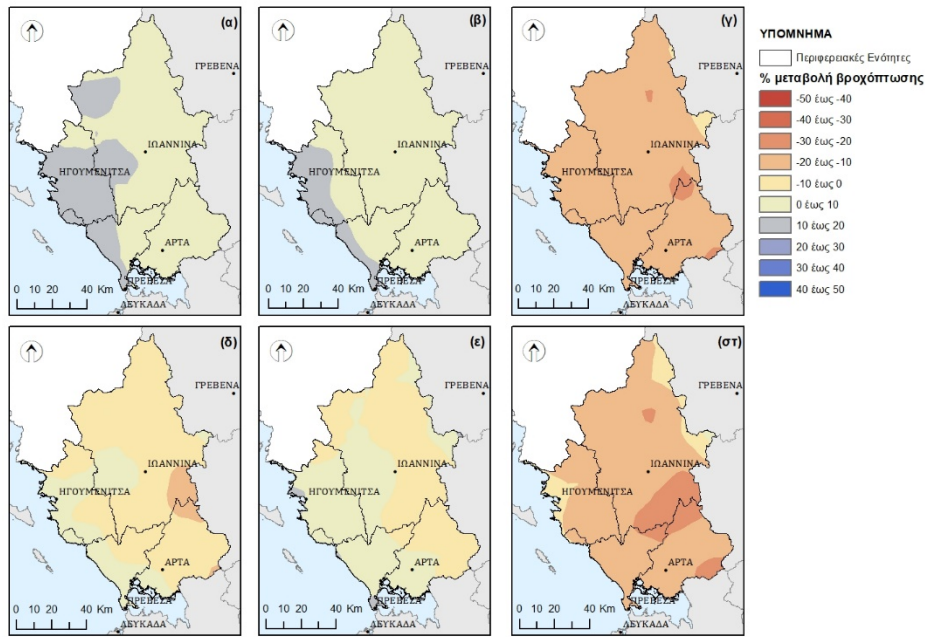 (α)
ΓΡΕΒΕΝΑ
ΙΩΑΝΝΙΝΑ
ΗΓΟΥΜΕΝΙΤΣΑ
ΑΡΤΑ
ΠΡΕΒΕΖΑ
0 10 20 40 Km
ΛΕΥΚΑΔΑ
(β)
ΓΡΕΒΕΝΑ
ΙΩΑΝΝΙΝΑ
ΗΓΟΥΜΕΝΙΤΣΑ
ΑΡΤΑ
ΠΡΕΒΕΖΑ
0 10 20 40 Km
ΛΕΥΚΑΔΑ
(γ)
ΓΡΕΒΕΝΑ
ΙΩΑΝΝΙΝΑ
ΗΓΟΥΜΕΝΙΤΣΑ
ΑΡΤΑ
ΠΡΕΒΕΖΑ
0 10 20 40 Km
ΛΕΥΚΑΔΑ
ΥΠΟΜΝΗΜΑ
Περιφερειακές Ενότητες
% μεταβολή βροχόπτωσης
-50 έως -40
-40 έως -30
-30 έως -20
-20 έως -10
-10 έως 0
0 έως 10
10 έως 20
20 έως 30
30 έως 40
40 έως 50
(δ)
ΓΡΕΒΕΝΑ
ΙΩΑΝΝΙΝΑ
ΗΓΟΥΜΕΝΙΤΣΑ
ΑΡΤΑ
ΠΡΕΒΕΖΑ
0 10 20 40 Km
ΛΕΥΚΑΔΑ
(ε)
ΓΡΕΒΕΝΑ
ΙΩΑΝΝΙΝΑ
ΗΓΟΥΜΕΝΙΤΣΑ
ΑΡΤΑ
ΠΡΕΒΕΖΑ
0 10 20 40 Km
ΛΕΥΚΑΔΑ
(στ)
ΓΡΕΒΕΝΑ
ΙΩΑΝΝΙΝΑ
ΗΓΟΥΜΕΝΙΤΣΑ
ΑΡΤΑ
ΠΡΕΒΕΖΑ
0 10 20 40 Km
ΛΕΥΚΑΔΑ